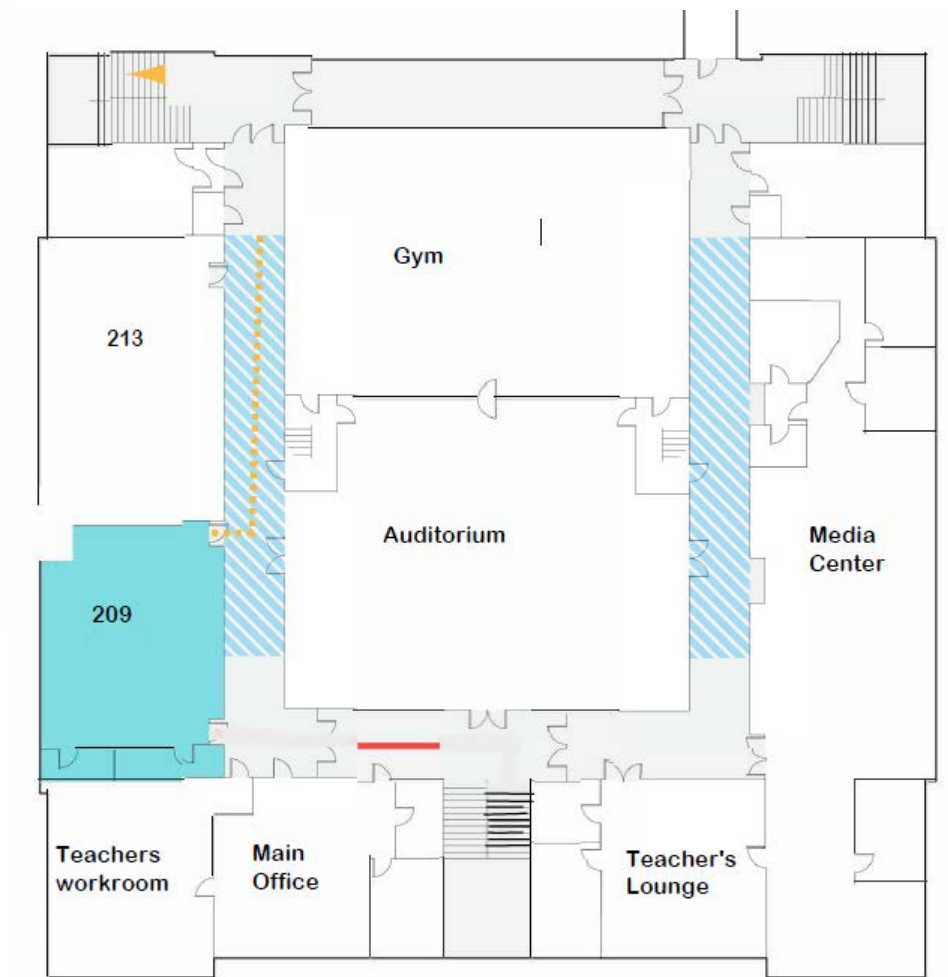 Gym
213
Auditorium
Media
Center
209
Teachers
workroom
Main
Office
Teacher's
Lounge